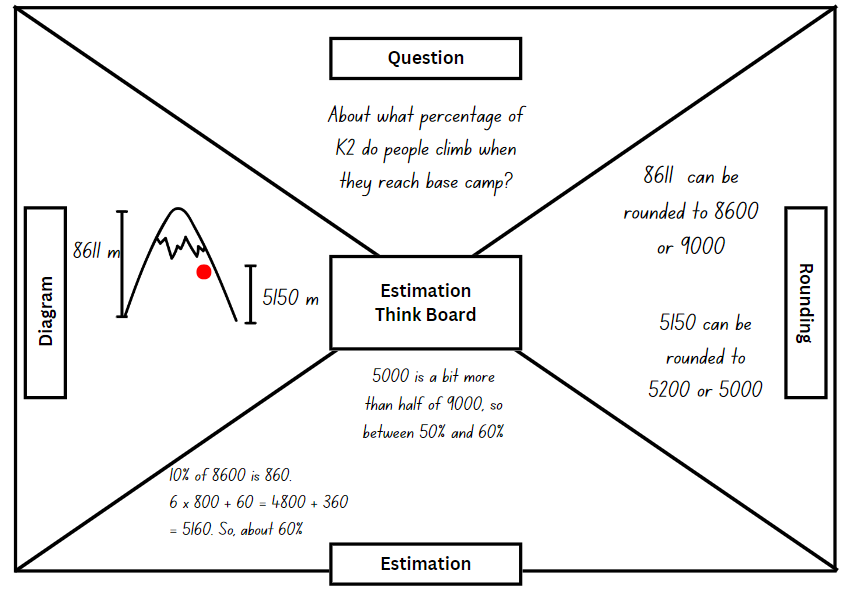 Question
About what percentage of
K2 do people climb when
they reach base camp?
Diagram
8611 m
5150 m
Estimation
Think Board
8611 can be
rounded to 8600
or 9000
5150 can be
rounded to
5200 or 5000
Rounding
5000 is a bit more
than half of 9000, so
between 50% and 60%
10% of 8600 is 860.
6 x 800 + 60 = 4800 + 360
= 5160. So, about 60%
Estimation